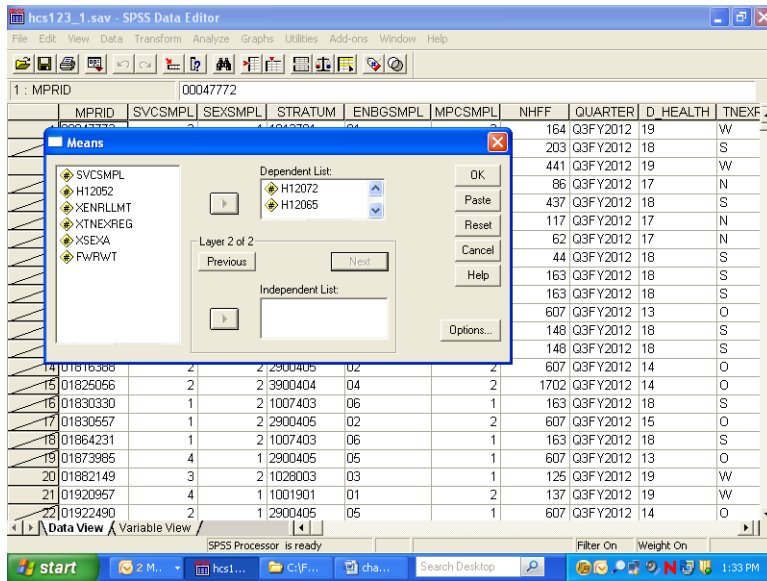 hcs123_1.sav - SPSS Data Editor
File Edit View Data Transform Analyze Graphs Utilities Add-ons Window Help
1 : MPRID 00047772
MPRID SVCSMPL SEXSMPL STRATUM ENBGSMPL MPCSMPL NHFF QUARTER D_HEALTH TNEXR
164 Q3FY2012 19 W
203 Q3FY2012 18 S
441 Q3FY2012 19 W
86 Q3FY2012 17 N
437 Q3FY2012 18 S
117 Q3FY2012 17 N
62 Q3FY2012 17 N
44 Q3FY2012 18 S
163 Q3FY2012 18 S
163 Q3FY2012 18 S
607 Q3FY2012 13 O
148 Q3FY2012 18 S
148 Q3FY2012 18 S
Means
SVCSMPL
H12052
XENRLLMT
XTNEXREG
XSEXA
FWRWT
Dependent List:
H12072
H12065
Layer 2 of 2
Previous Next
Independent List:
OK
Paste
Reset
Cancel
Help
Options...
14 01816388 2 2 2900405 02 2 607 Q3FY2012 14 O
15 01825056 2 2 3900404 04 2 1702 Q3FY2012 14 O
16 01830330 1 2 1007403 06 1 163 Q3FY2012 18 S
17 01830557 1 2 2900405 02 2 607 Q3FY2012 15 O
18 01864231 1 2 1007403 06 1 163 Q3FY2012 18 S
19 01873985 4 1 2900405 05 1 607 Q3FY2012 13 O
20 01882149 3 2 1028003 03 1 125 Q3FY2012 19 W
21 01920957 4 1 1001901 01 2 137 Q3FY2012 19 W
22 01922490 2 1 2900405 05 1 607 Q3FY2012 14 O
Data View Variable View
SPSS Processor is ready Filter On Weight On
start 2 M... hcs1... C:\F... cha... Search Desktop 1:33 PM